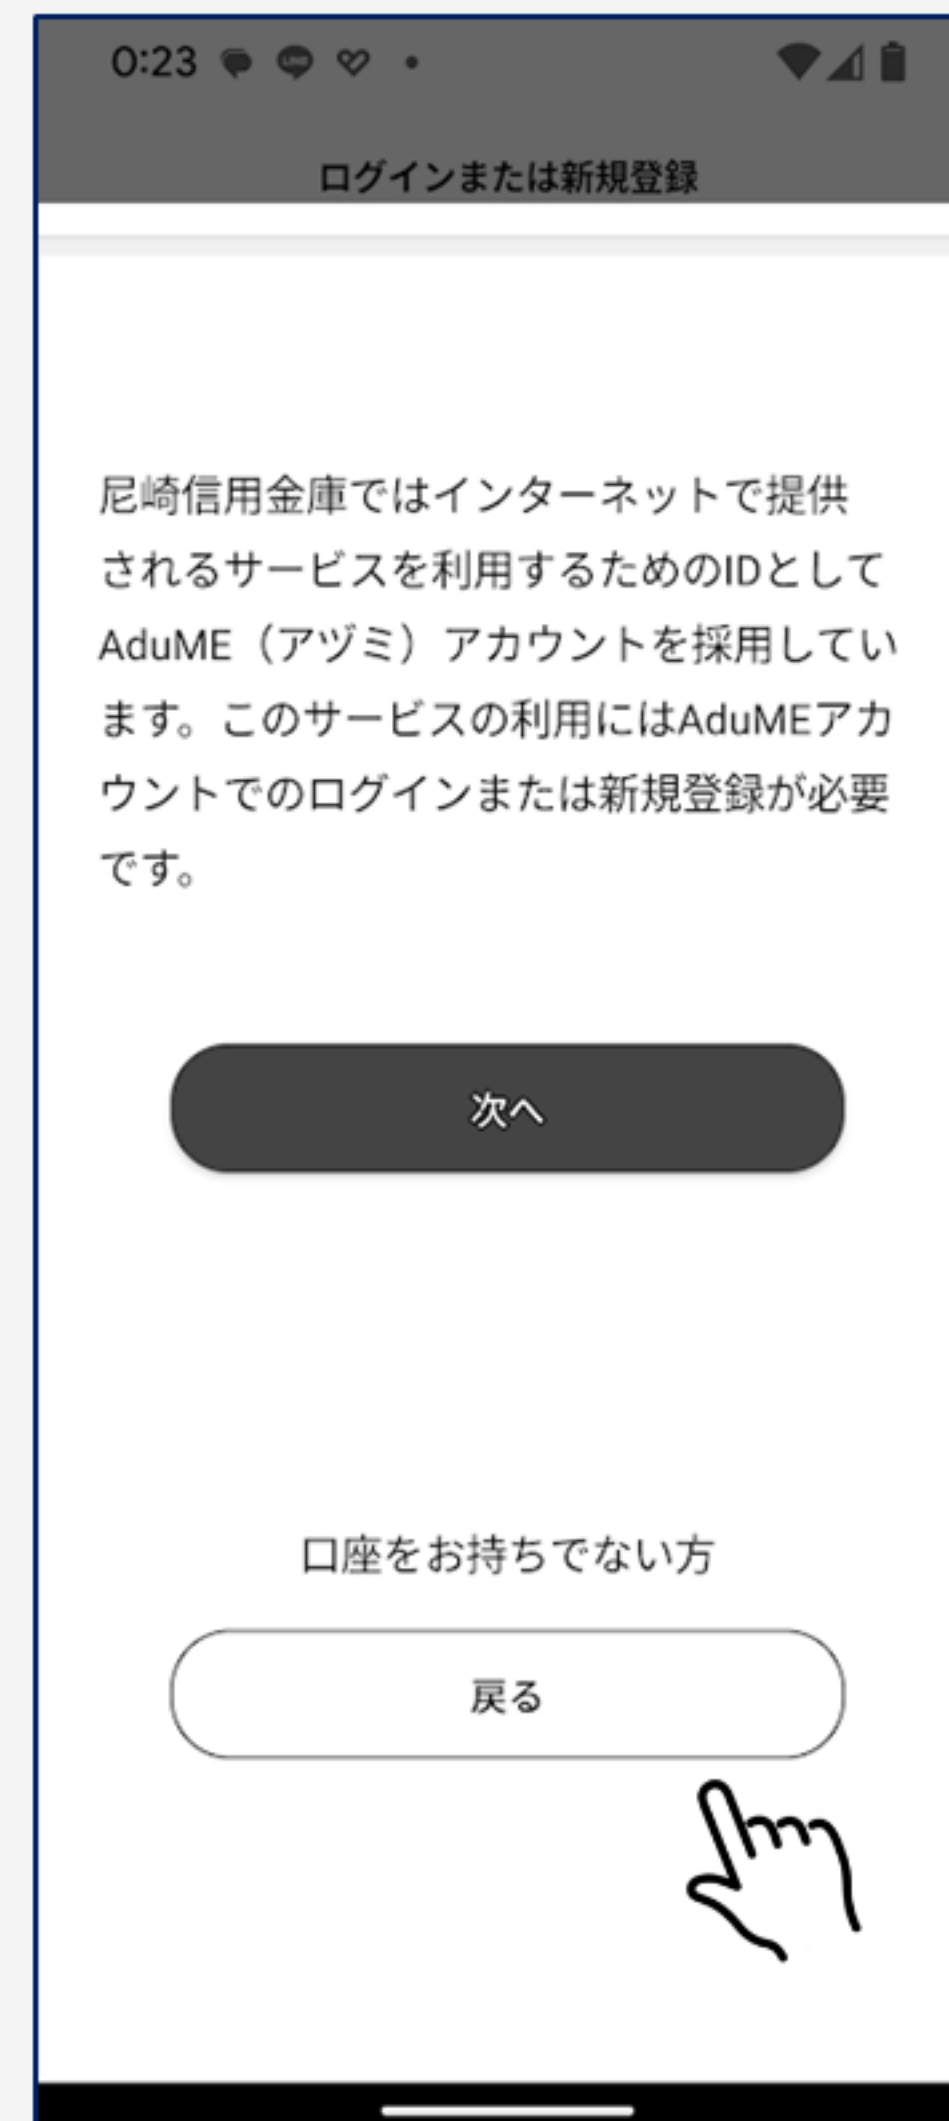 0:23
ログインまたは新規登録
尼崎信用金庫ではインターネットで提供
されるサービスを利用するためのIDとして
AduME（アヅミ）アカウントを採用してい
ます。このサービスの利用にはAduMEアカ
ウントでのログインまたは新規登録が必要
です。
次へ
口座をお持ちでない方
戻る